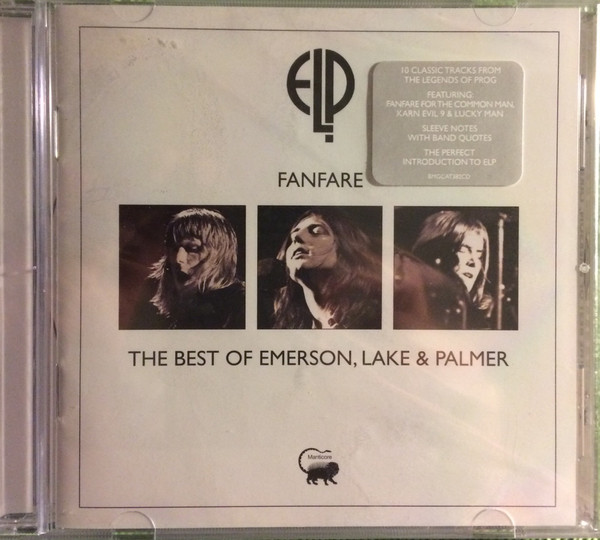 ELP
10 CLASSIC TRACKS FROM
THE LEGENDS OF PROG
FEATURING
FANFARE FOR THE COMMON MAN,
KARN EVIL 9 & LUCKY MAN
SLEEVE NOTES
WITH BAND QUOTES
THE PERFECT
INTRODUCTION TO ELP
FANFARE
THE BEST OF EMERSON, LAKE & PALMER
Manticore